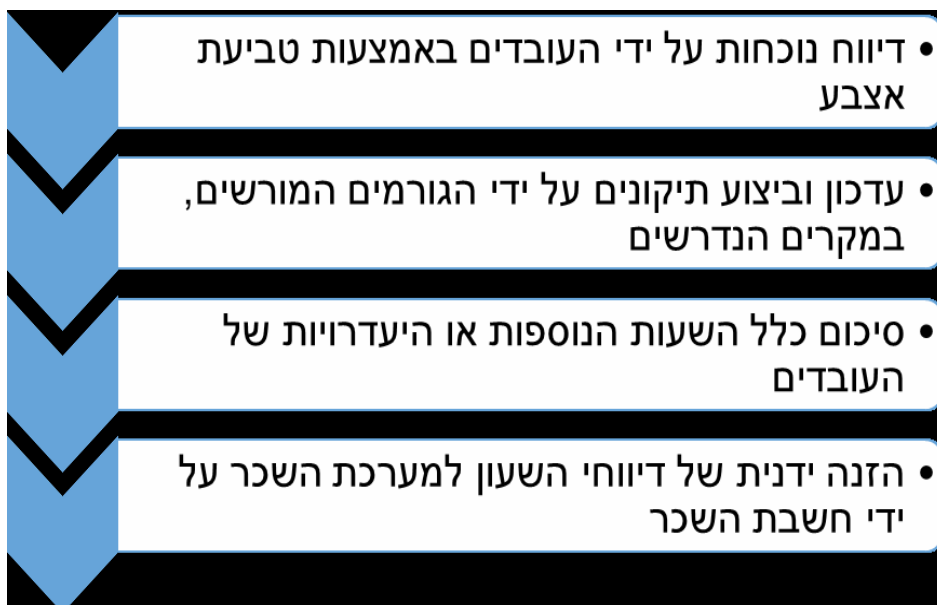 • דיווח נוכחות על ידי העובדים באמצעות טביעת
אצבע
• עדכון וביצוע תיקונים על ידי הגורמים המורשים,
במקרים הנדרשים
• סיכום כלל השעות הנוספות או היעדרויות של
העובדים
• הזנה ידנית של דיווחי השעון למערכת השכר על
ידי חשבת השכר